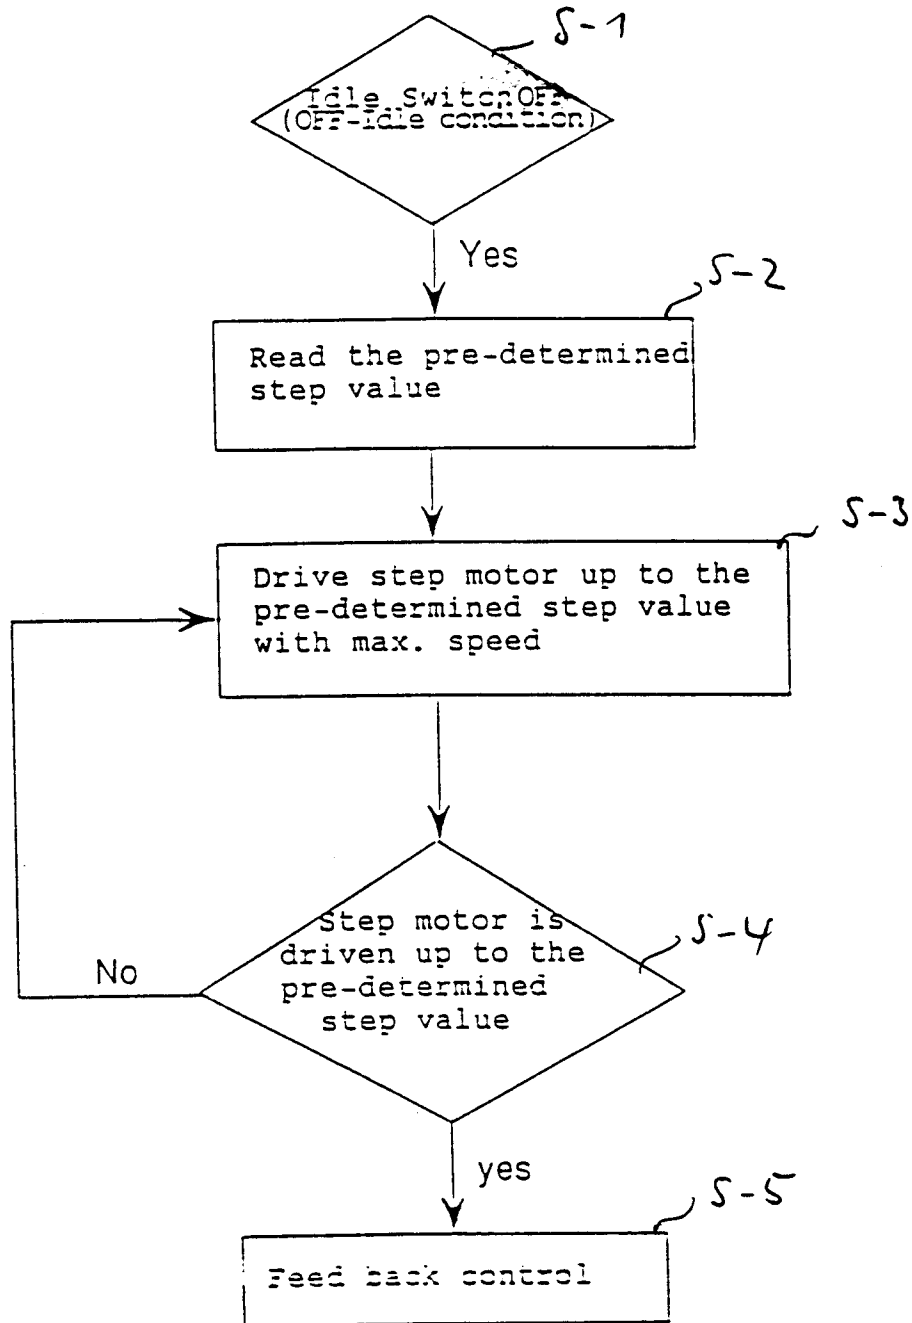 S-1
Idle Switch OFF
(OFF-Idle condition)
Yes
S-2
Read the pre-determined
step value
S-3
Drive step motor up to the
pre-determined step value
with max. speed
Step motor is
driven up to the
pre-determined
step value
S-4
No
yes
S-5
Feed back control